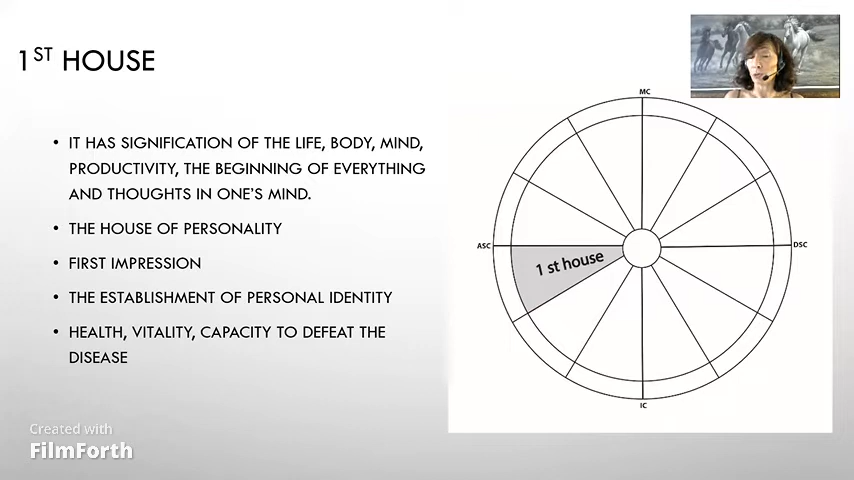 1ST HOUSE
• IT HAS SIGNIFICATION OF THE LIFE, BODY, MIND,
PRODUCTIVITY, THE BEGINNING OF EVERYTHING
AND THOUGHTS IN ONE'S MIND.
• THE HOUSE OF PERSONALITY
• FIRST IMPRESSION
• THE ESTABLISHMENT OF PERSONAL IDENTITY
• HEALTH, VITALITY, CAPACITY TO DEFEAT THE
DISEASE
MC
ASC
DSC
1 st house
IC
Created with
FilmForth